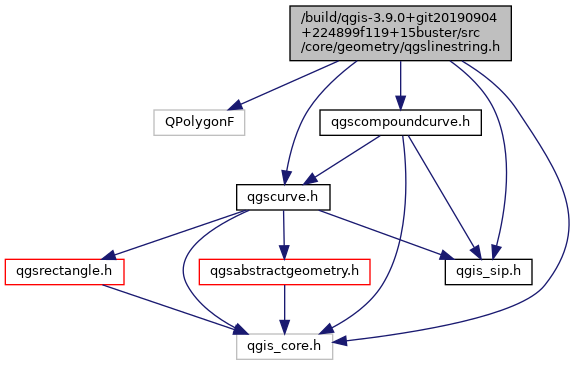 /build/qgis-3.9.0+git20190904
+224899f119+15buster/src
/core/geometry/qgslinestring.h
QPolygonF
qgscompoundcurve.h
qgscurve.h
qgsrectangle.h
qgsabstractgeometry.h
qgis_sip.h
qgis_core.h